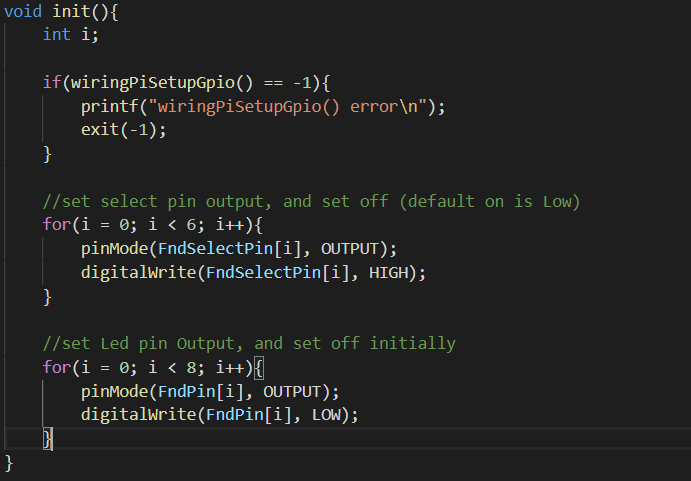 void init(){
    int i;

    if(wiringPiSetupGpio() == -1){
        printf("wiringPiSetupGpio() error\n");
        exit(-1);
    }

    //set select pin output, and set off (default on is Low)
    for(i = 0; i < 6; i++){
        pinMode(FndSelectPin[i], OUTPUT);
        digitalWrite(FndSelectPin[i], HIGH);
    }

    //set Led pin Output, and set off initially
    for(i = 0; i < 8; i++){
        pinMode(FndPin[i], OUTPUT);
        digitalWrite(FndPin[i], LOW);
    }
}